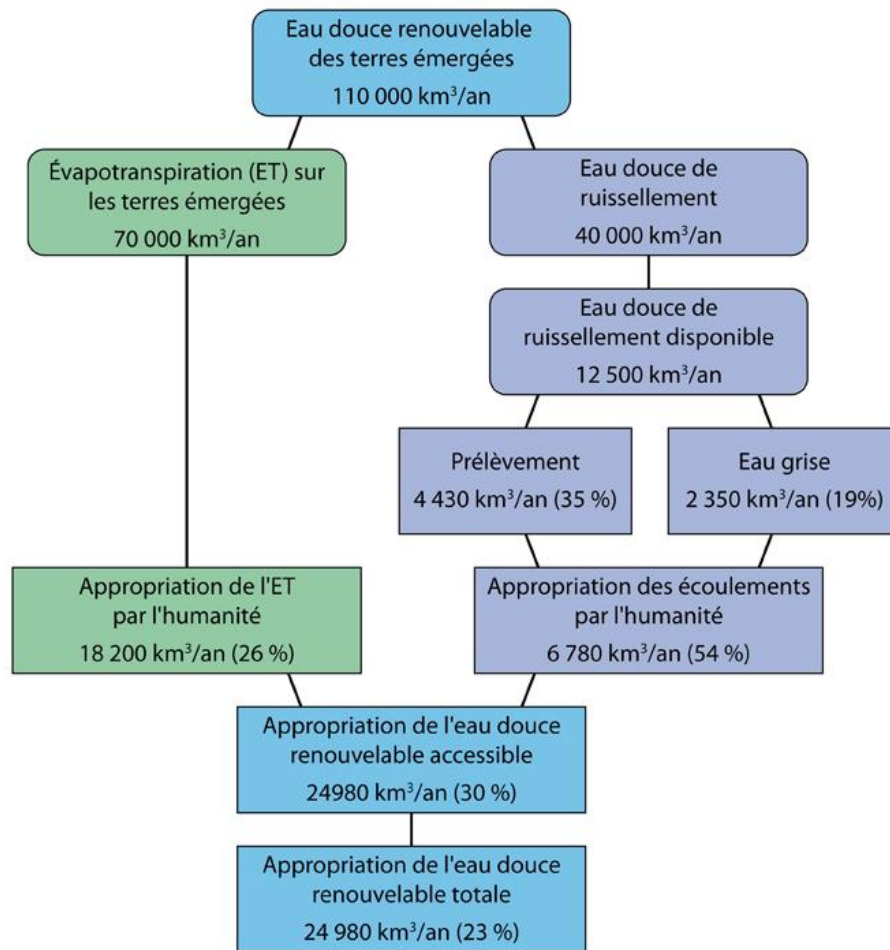 Eau douce renouvelable
des terres émergées
110 000 km³/an
Évapotranspiration (ET) sur
les terres émergées
70 000 km³/an
Eau douce de
ruissellement
40 000 km³/an
Eau douce de
ruissellement disponible
12 500 km³/an
Prélèvement
4 430 km³/an (35 %)
Eau grise
2 350 km³/an (19%)
Appropriation de l'ET
par l'humanité
18 200 km³/an (26 %)
Appropriation des écoulements
par l'humanité
6 780 km³/an (54 %)
Appropriation de l'eau douce
renouvelable accessible
24980 km³/an (30 %)
Appropriation de l'eau douce
renouvelable totale
24 980 km³/an (23 %)